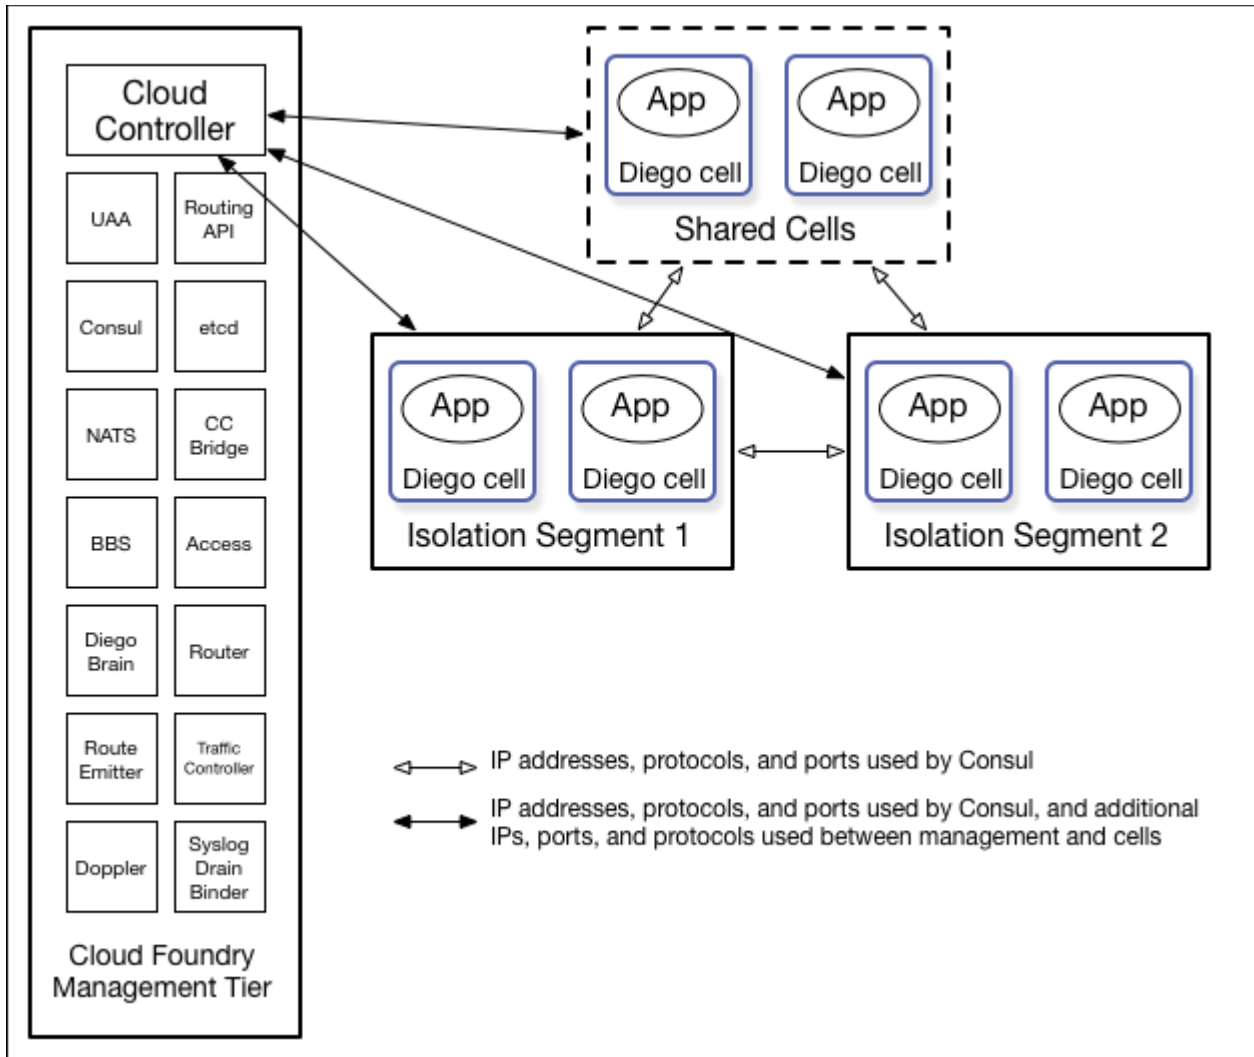 Cloud
Controller
UAA
Routing
API
Consul
etcd
NATS
CC
Bridge
BBS
Access
Diego
Brain
Router
Route
Emitter
Traffic
Controller
Doppler
Syslog
Drain
Binder
Cloud Foundry
Management Tier
App
Diego cell
App
Diego cell
Shared Cells
App
Diego cell
App
Diego cell
Isolation Segment 1
App
Diego cell
App
Diego cell
Isolation Segment 2
IP addresses, protocols, and ports used by Consul
IP addresses, protocols, and ports used by Consul, and additional
IPs, ports, and protocols used between management and cells